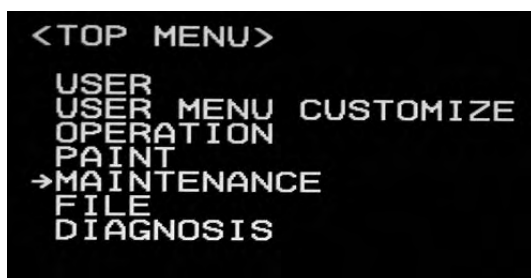 <TOP MENU>
USER
USER MENU CUSTOMIZE
OPERATION
PAINT
→MAINTENANCE
FILE
DIAGNOSIS